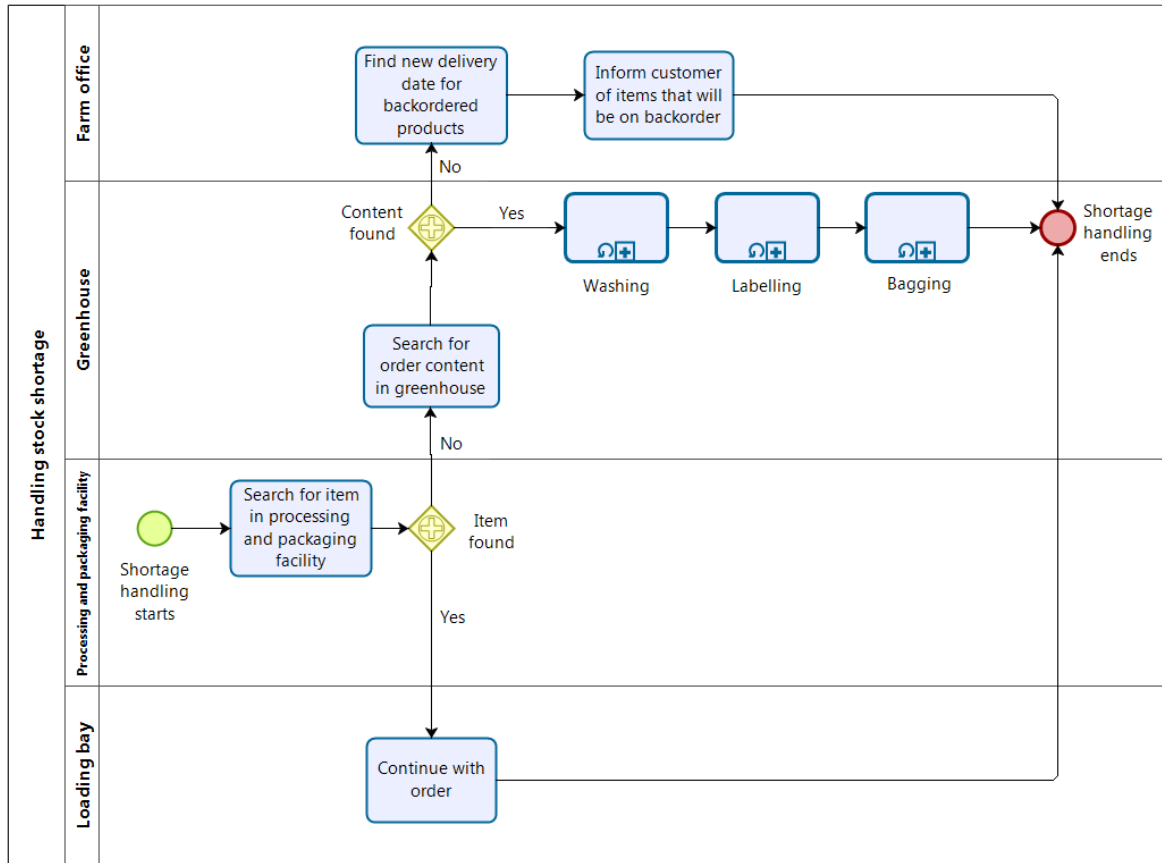 Handling stock shortage
Farm office
Find new delivery
date for
backordered
products
Inform customer
of items that will
be on backorder
No
Greenhouse
Content
found
Yes
Washing
Labelling
Bagging
Shortage
handling
ends
Search for
order content
in greenhouse
No
Processing and packaging facility
Shortage
handling
starts
Search for item
in processing
and packaging
facility
Item
found
Yes
Loading bay
Continue with
order